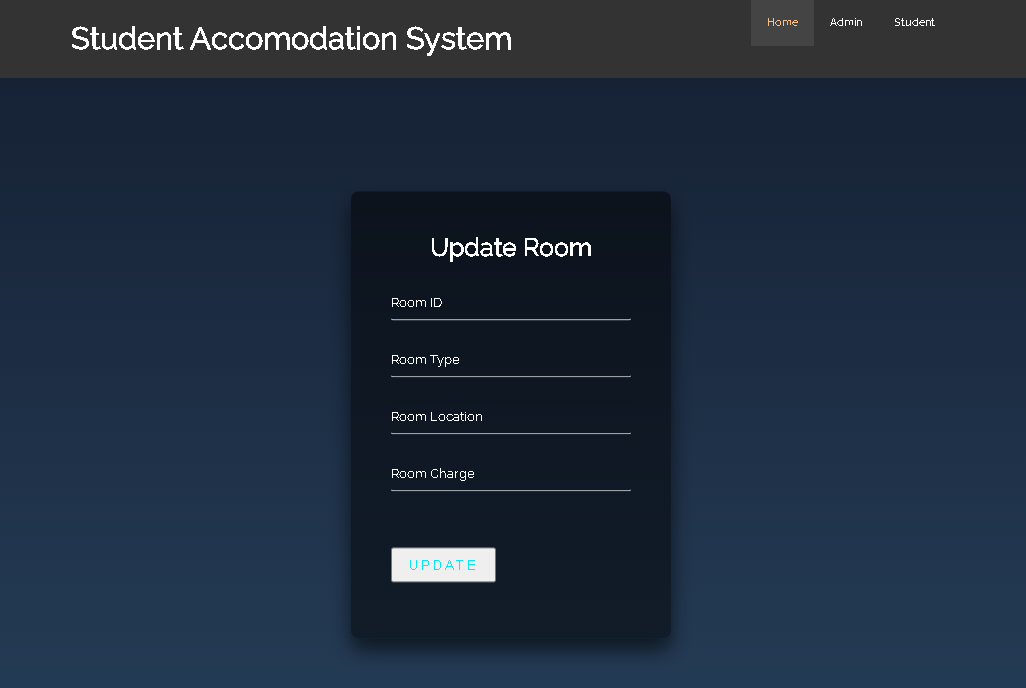 Student Accomodation System
Home Admin Student
Update Room
Room ID
Room Type
Room Location
Room Charge
UPDATE